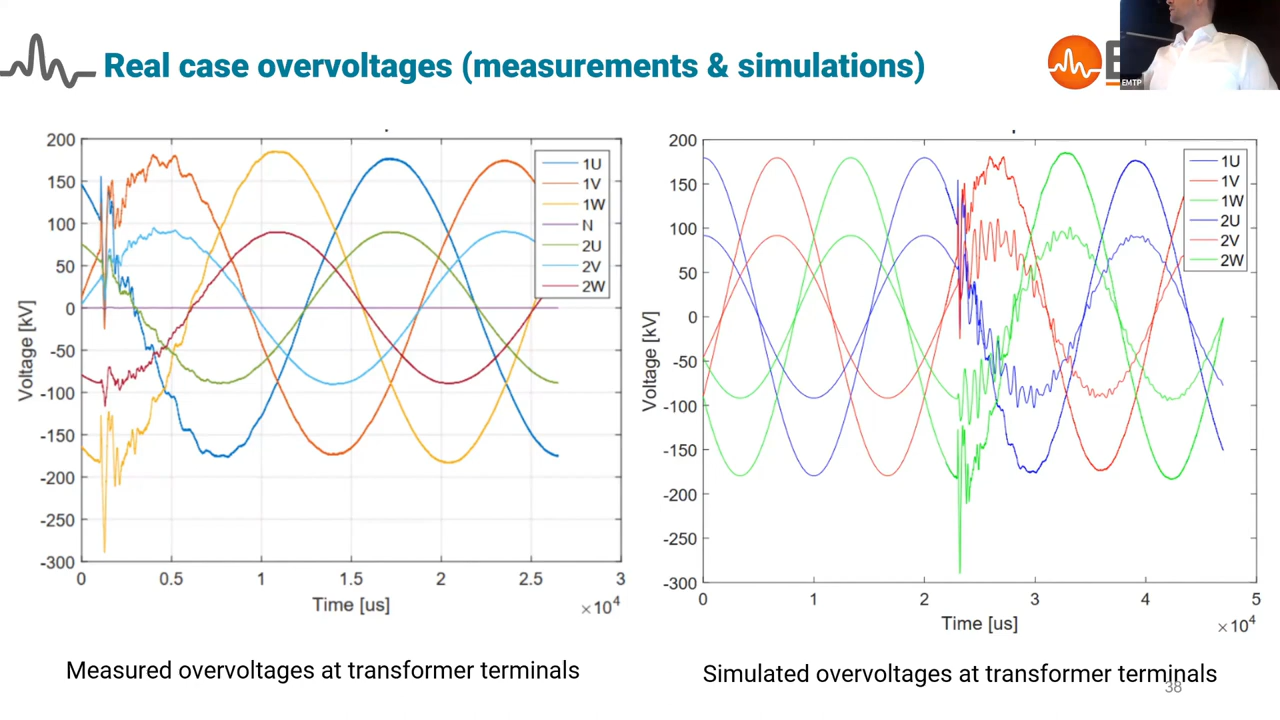 Real case overvoltages (measurements & simulations)
E
EMTP
200
150
100
50
0
-50
-100
-150
-200
-250
-300
Voltage [kV]
0
0.5
1
1.5
2
2.5
3
Time [us]
×10⁴
1U
1V
1W
N
2U
2V
2W
200
150
100
50
0
-50
-100
-150
-200
-250
-300
Voltage [kV]
0
1
2
3
4
5
Time [us]
×10⁴
1U
1V
1W
2U
2V
2W
Measured overvoltages at transformer terminals
Simulated overvoltages at transformer terminals
38